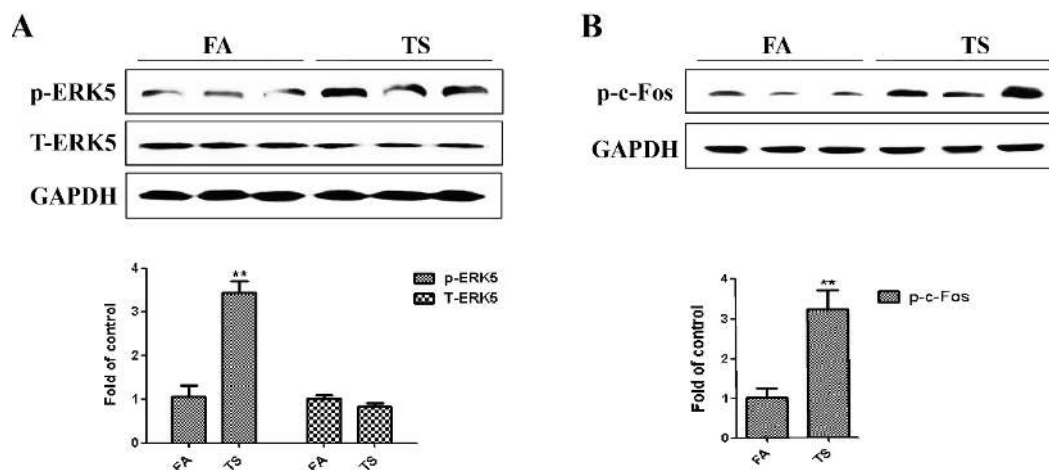 A
FA TS
p-ERK5
T-ERK5
GAPDH
Fold of control
4
3
2
1
0
**
FA TS FA TS
p-ERK5
T-ERK5
B
FA TS
p-c-Fos
GAPDH
Fold of control
4
3
2
1
0
**
FA TS
p-c-Fos